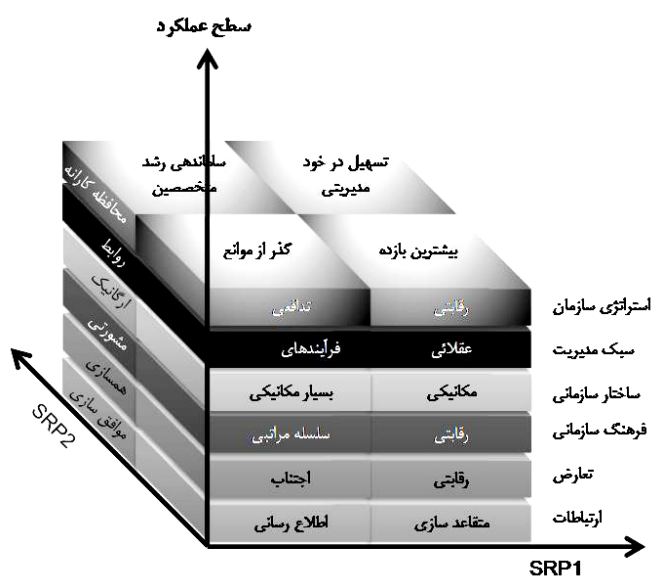 سطح عملکرد
تسهیل در خود
مدیریتی
ساماندهی رشد
متخصصین
بیشترین بازده
گذر از موانع
محافظه کارانه
روابط
ارگانیک
مشورتی
همسازی
موافق سازی
رقابتی
تدافعی
استراتژی سازمان
عقلائی
فرآیندهای
سبک مدیریت
مکانیکی
بسیار مکانیکی
ساختار سازمانی
رقابتی
سلسله مراتبی
فرهنگ سازمانی
رقابتی
اجتناب
تعارض
متقاعد سازی
اطلاع رسانی
ارتباطات
SRP2
SRP1